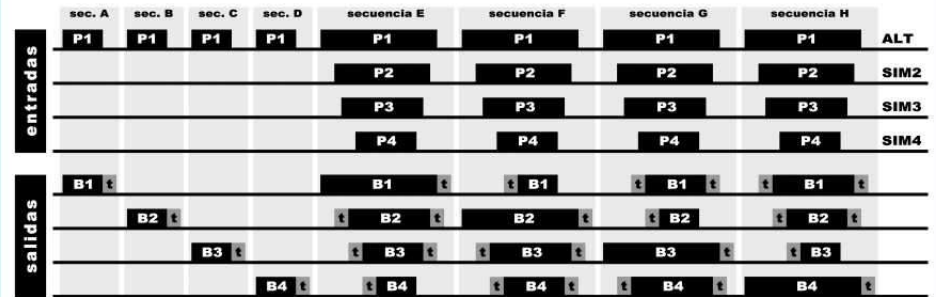 sec. A sec. B sec. C sec. D secuencia E secuencia F secuencia G secuencia H
entradas
P1 P1 P1 P1 P1 P1 P1 P1 ALT
P2 P2 P2 P2 SIM2
P3 P3 P3 P3 SIM3
P4 P4 P4 P4 SIM4
salidas
B1 t B1 t t B1 t B1 t t B1 t
B2 t t B2 t B2 t t B2 t B2 t
B3 t t B3 t t B3 t B3 t t B3
B4 t t B4 t B4 t t B4 t B4 t